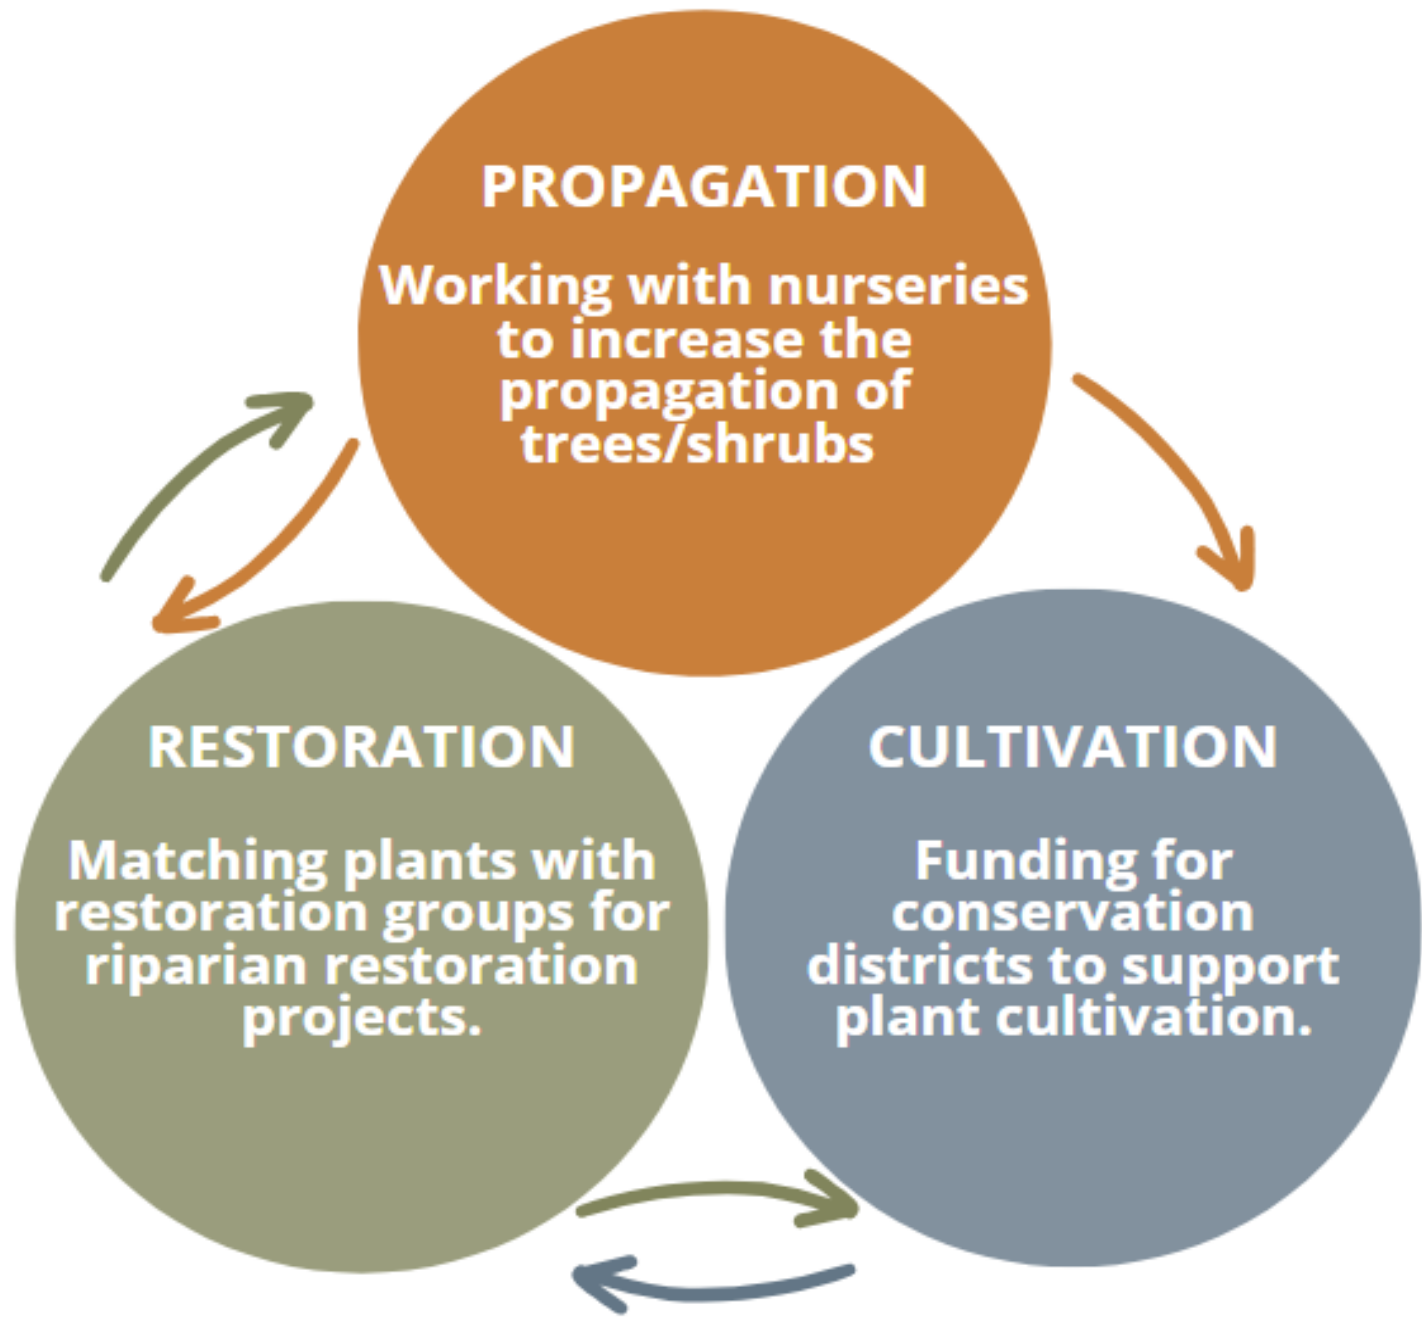 PROPAGATION
Working with nurseries
to increase the
propagation of
trees/shrubs
RESTORATION
Matching plants with
restoration groups for
riparian restoration
projects.
CULTIVATION
Funding for
conservation
districts to support
plant cultivation.